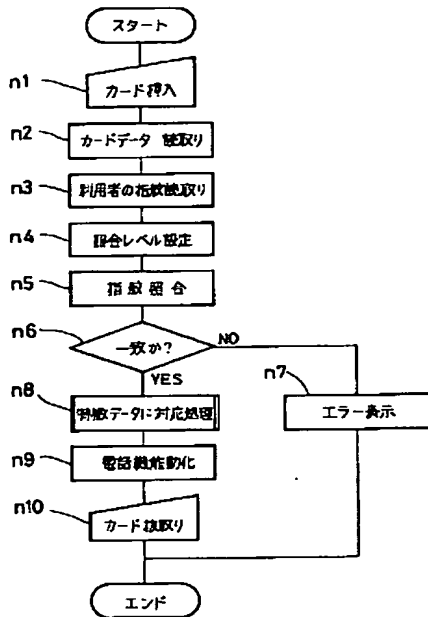 スタート
n1
カード挿入
n2
カードデータ読取り
n3
利用者の指紋読取り
n4
照合レベル設定
n5
指紋照合
n6
一致か?
NO
YES
n7
エラー表示
n8
特徴データに対応処理
n9
電話機能動化
n10
カード抜取り
エンド